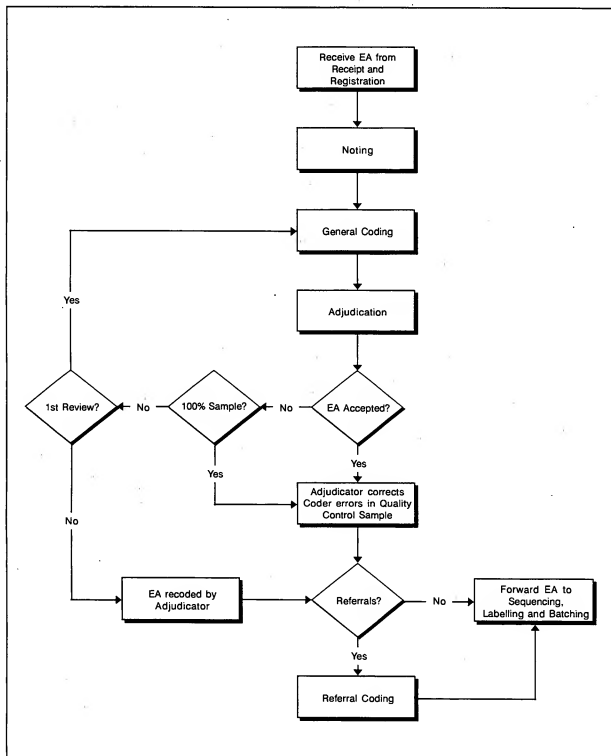 Receive EA from
Receipt and
Registration
Noting
General Coding
Yes
Adjudication
1st Review?
No
100% Sample?
No
EA Accepted?
Yes
Yes
Adjudicator corrects
Coder errors in Quality
Control Sample
No
EA recoded by
Adjudicator
Referrals?
No
Forward EA to
Sequencing,
Labelling and Batching
Yes
Referral Coding